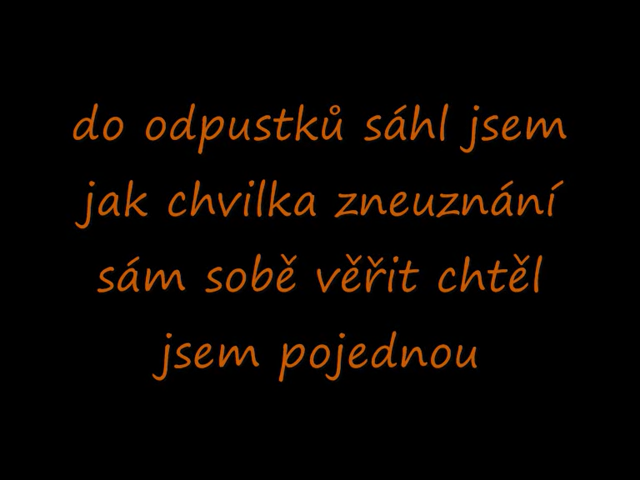 do odpustků sáhl jsem
jak chvilka zneuznání
sám sobě věřit chtěl
jsem pojednou